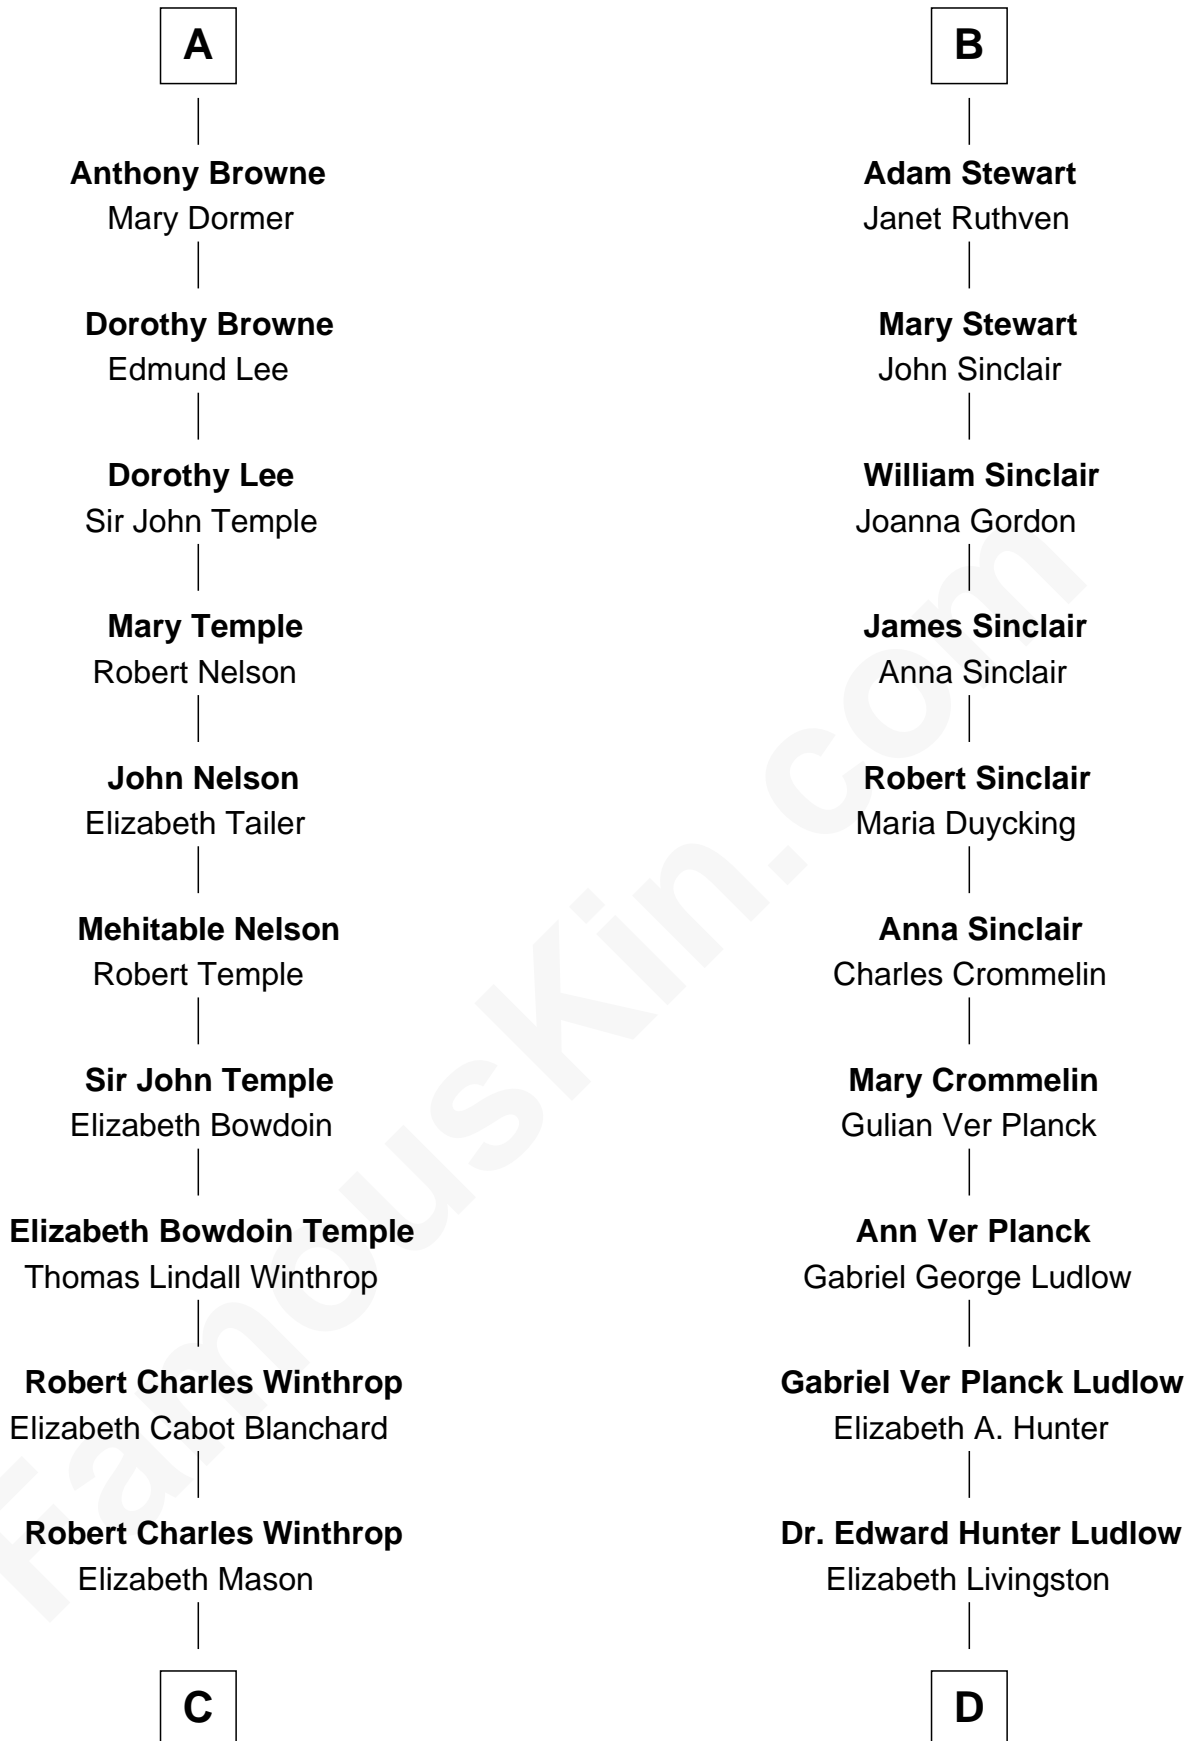 A
Anthony Browne
Mary Dormer
Dorothy Browne
Edmund Lee
Dorothy Lee
Sir John Temple
Mary Temple
Robert Nelson
John Nelson
Elizabeth Tailer
Mehitable Nelson
Robert Temple
Sir John Temple
Elizabeth Bowdoin
Elizabeth Bowdoin Temple
Thomas Lindall Winthrop
Robert Charles Winthrop
Elizabeth Cabot Blanchard
Robert Charles Winthrop
Elizabeth Mason
C
B
Adam Stewart
Janet Ruthven
Mary Stewart
John Sinclair
William Sinclair
Joanna Gordon
James Sinclair
Anna Sinclair
Robert Sinclair
Maria Duycking
Anna Sinclair
Charles Crommelin
Mary Crommelin
Gulian Ver Planck
Ann Ver Planck
Gabriel George Ludlow
Gabriel Ver Planck Ludlow
Elizabeth A. Hunter
Dr. Edward Hunter Ludlow
Elizabeth Livingston
D
FamousKin.com